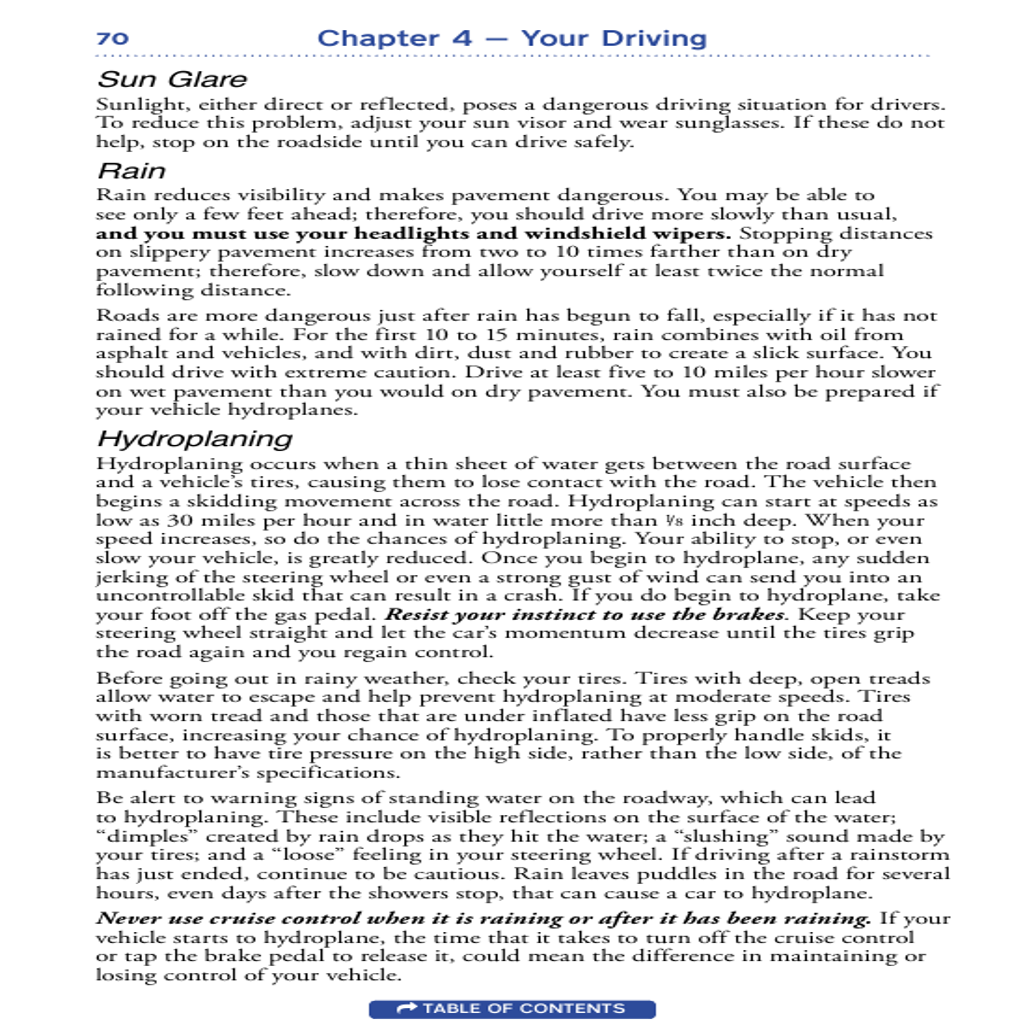 70 Chapter 4 — Your Driving
Sun Glare
Sunlight, either direct or reflected, poses a dangerous driving situation for drivers.
To reduce this problem, adjust your sun visor and wear sunglasses. If these do not
help, stop on the roadside until you can drive safely.
Rain
Rain reduces visibility and makes pavement dangerous. You may be able to
see only a few feet ahead; therefore, you should drive more slowly than usual,
and you must use your headlights and windshield wipers. Stopping distances
on slippery pavement increases from two to 10 times farther than on dry
pavement; therefore, slow down and allow yourself at least twice the normal
following distance.
Roads are more dangerous just after rain has begun to fall, especially if it has not
rained for a while. For the first 10 to 15 minutes, rain combines with oil from
asphalt and vehicles, and with dirt, dust and rubber to create a slick surface. You
should drive with extreme caution. Drive at least five to 10 miles per hour slower
on wet pavement than you would on dry pavement. You must also be prepared if
your vehicle hydroplanes.
Hydroplaning
Hydroplaning occurs when a thin sheet of water gets between the road surface
and a vehicle's tires, causing them to lose contact with the road. The vehicle then
begins a skidding movement across the road. Hydroplaning can start at speeds as
low as 30 miles per hour and in water little more than 1/8 inch deep. When your
speed increases, so do the chances of hydroplaning. Your ability to stop, or even
slow your vehicle, is greatly reduced. Once you begin to hydroplane, any sudden
jerking of the steering wheel or even a strong gust of wind can send you into an
uncontrollable skid that can result in a crash. If you do begin to hydroplane, take
your foot off the gas pedal. Resist your instinct to use the brakes. Keep your
steering wheel straight and let the car's momentum decrease until the tires grip
the road again and you regain control.
Before going out in rainy weather, check your tires. Tires with deep, open treads
allow water to escape and help prevent hydroplaning at moderate speeds. Tires
with worn tread and those that are under inflated have less grip on the road
surface, increasing your chance of hydroplaning. To properly handle skids, it
is better to have tire pressure on the high side, rather than the low side, of the
manufacturer's specifications.
Be alert to warning signs of standing water on the roadway, which can lead
to hydroplaning. These include visible reflections on the surface of the water;
“dimples” created by rain drops as they hit the water; a “slushing” sound made by
your tires; and a “loose” feeling in your steering wheel. If driving after a rainstorm
has just ended, continue to be cautious. Rain leaves puddles in the road for several
hours, even days after the showers stop, that can cause a car to hydroplane.
Never use cruise control when it is raining or after it has been raining. If your
vehicle starts to hydroplane, the time that it takes to turn off the cruise control
or tap the brake pedal to release it, could mean the difference in maintaining or
losing control of your vehicle.
TABLE OF CONTENTS